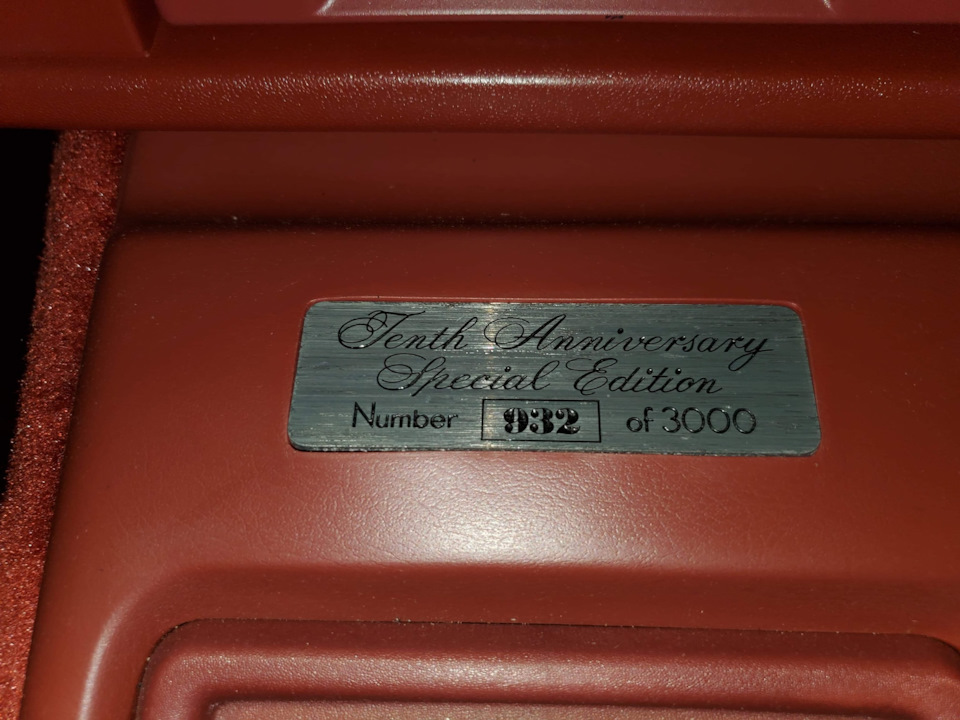 Tenth Anniversary
Special Edition
Number 932 of 3000